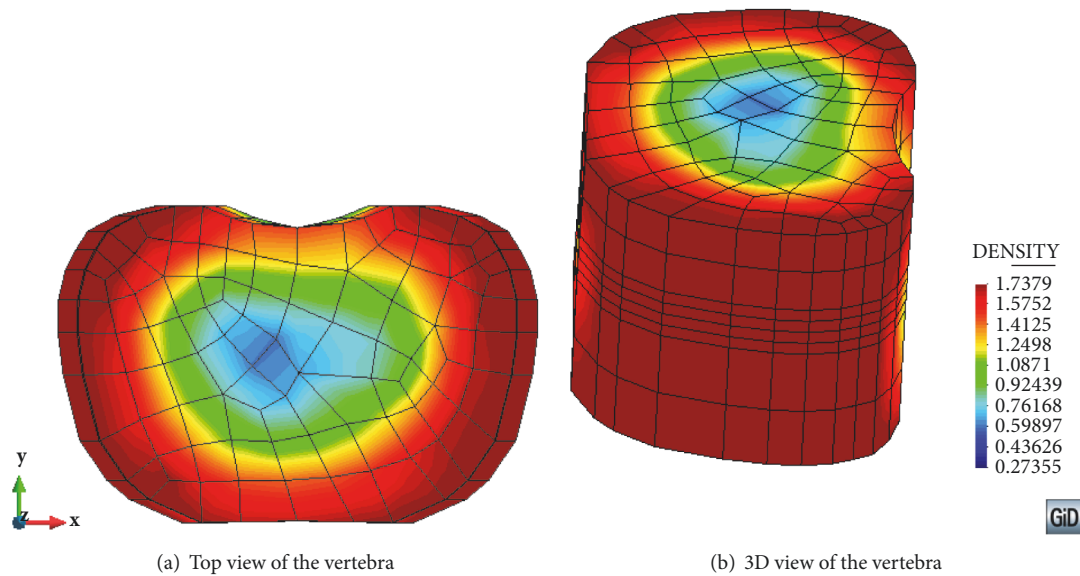 DENSITY
1.7379
1.5752
1.4125
1.2498
1.0871
0.92439
0.76168
0.59897
0.43626
0.27355
y
z
x
GiD
(a) Top view of the vertebra
(b) 3D view of the vertebra